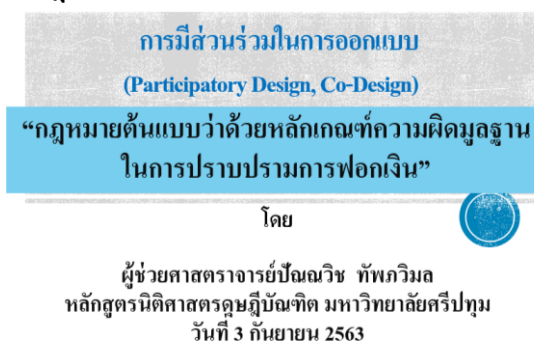 การมีส่วนร่วมในการออกแบบ
(Participatory Design, Co-Design)
“กฎหมายต้นแบบว่าด้วยหลักเกณฑ์ความผิดมูลฐาน
ในการปราบปรามการฟอกเงิน”
โดย
ผู้ช่วยศาสตราจารย์ปัณณวิช ทัพภวิมล
หลักสูตรนิติศาสตรดุษฎีบัณฑิต มหาวิทยาลัยศรีปทุม
วันที่ 3 กันยายน 2563